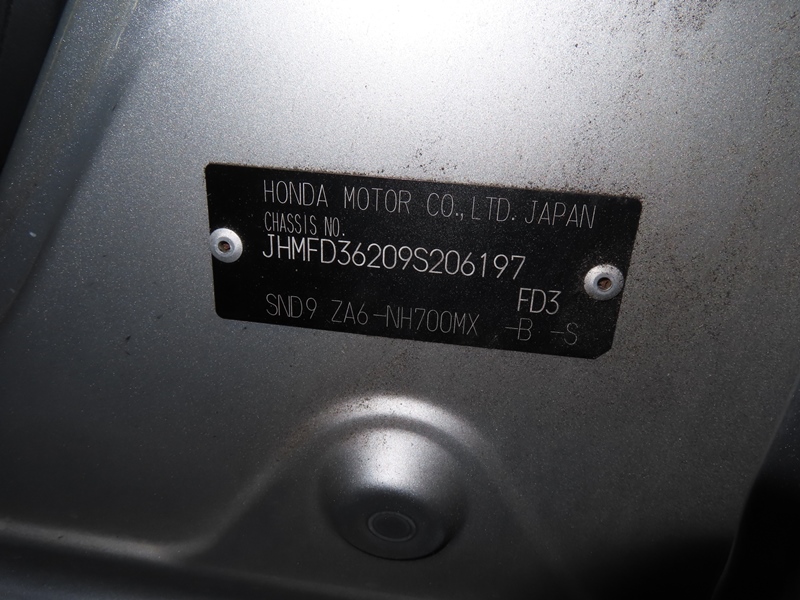 HONDA MOTOR CO.,LTD. JAPAN
CHASSIS NO.
JHMFD36209S206197
FD3
SND9 ZA6-NH700MX -B -S